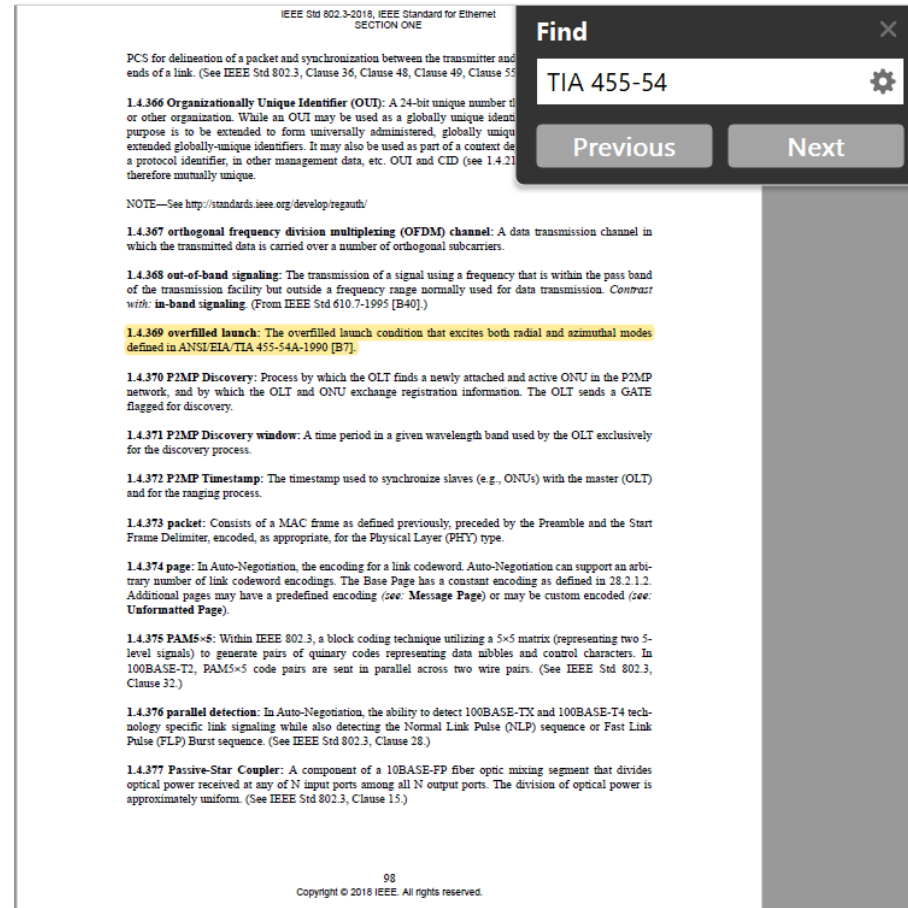 IEEE Std 802.3-2018, IEEE Standard for Ethernet
SECTION ONE
Find
TIA 455-54
Previous
Next
PCS for delineation of a packet and synchronization between the transmitter and
ends of a link. (See IEEE Std 802.3, Clause 36, Clause 48, Clause 49, Clause 55
1.4.366 Organizationally Unique Identifier (OUI): A 24-bit unique number
or other organization. While an OUI may be used as a globally unique
purpose is to be extended to form universally administered, globally
extended globally-unique identifiers. It may also be used as part of a context
a protocol identifier, in other management data, etc. OUI and CID (see 1.4.21
therefore mutually unique.
NOTE—See http://standards.ieee.org/develop/regauth/
1.4.367 orthogonal frequency division multiplexing (OFDM) channel: A data transmission channel in
which the transmitted data is carried over a number of orthogonal subcarriers.
1.4.368 out-of-band signaling: The transmission of a signal using a frequency that is within the pass band
of the transmission facility but outside a frequency range normally used for data transmission. Contrast
with: in-band signaling. (From IEEE Std 610.7-1995 [B40].)
1.4.369 overfilled launch: The overfilled launch condition that excites both radial and azimuthal modes
defined in ANSI/EIA/TIA 455-54A-1990 [B7].
1.4.370 P2MP Discovery: Process by which the OLT finds a newly attached and active ONU in the P2MP
network, and by which the OLT and ONU exchange registration information. The OLT sends a GATE
flagged for discovery.
1.4.371 P2MP Discovery window: A time period in a given wavelength band used by the OLT exclusively
for the discovery process.
1.4.372 P2MP Timestamp: The timestamp used to synchronize slaves (e.g., ONUs) with the master (OLT)
and for the ranging process.
1.4.373 packet: Consists of a MAC frame as defined previously, preceded by the Preamble and the Start
Frame Delimiter, encoded, as appropriate, for the Physical Layer (PHY) type.
1.4.374 page: In Auto-Negotiation, the encoding for a link codeword. Auto-Negotiation can support an arbi-
trary number of link codeword encodings. The Base Page has a constant encoding as defined in 28.2.1.2.
Additional pages may have a predefined encoding (see: Message Page) or may be custom encoded (see:
Unformatted Page).
1.4.375 PAM5×5: Within IEEE 802.3, a block coding technique utilizing a 5×5 matrix (representing two 5-
level signals) to generate pairs of quinary codes representing data nibbles and control characters. In
100BASE-T2, PAM5×5 code pairs are sent in parallel across two wire pairs. (See IEEE Std 802.3,
Clause 32.)
1.4.376 parallel detection: In Auto-Negotiation, the ability to detect 100BASE-TX and 100BASE-T4 tech-
nology specific link signaling while also detecting the Normal Link Pulse (NLP) sequence or Fast Link
Pulse (FLP) Burst sequence. (See IEEE Std 802.3, Clause 28.)
1.4.377 Passive-Star Coupler: A component of a 10BASE-FP fiber optic mixing segment that divides
optical power received at any of N input ports among all N output ports. The division of optical power is
approximately uniform. (See IEEE Std 802.3, Clause 15.)
98
Copyright © 2018 IEEE. All rights reserved.